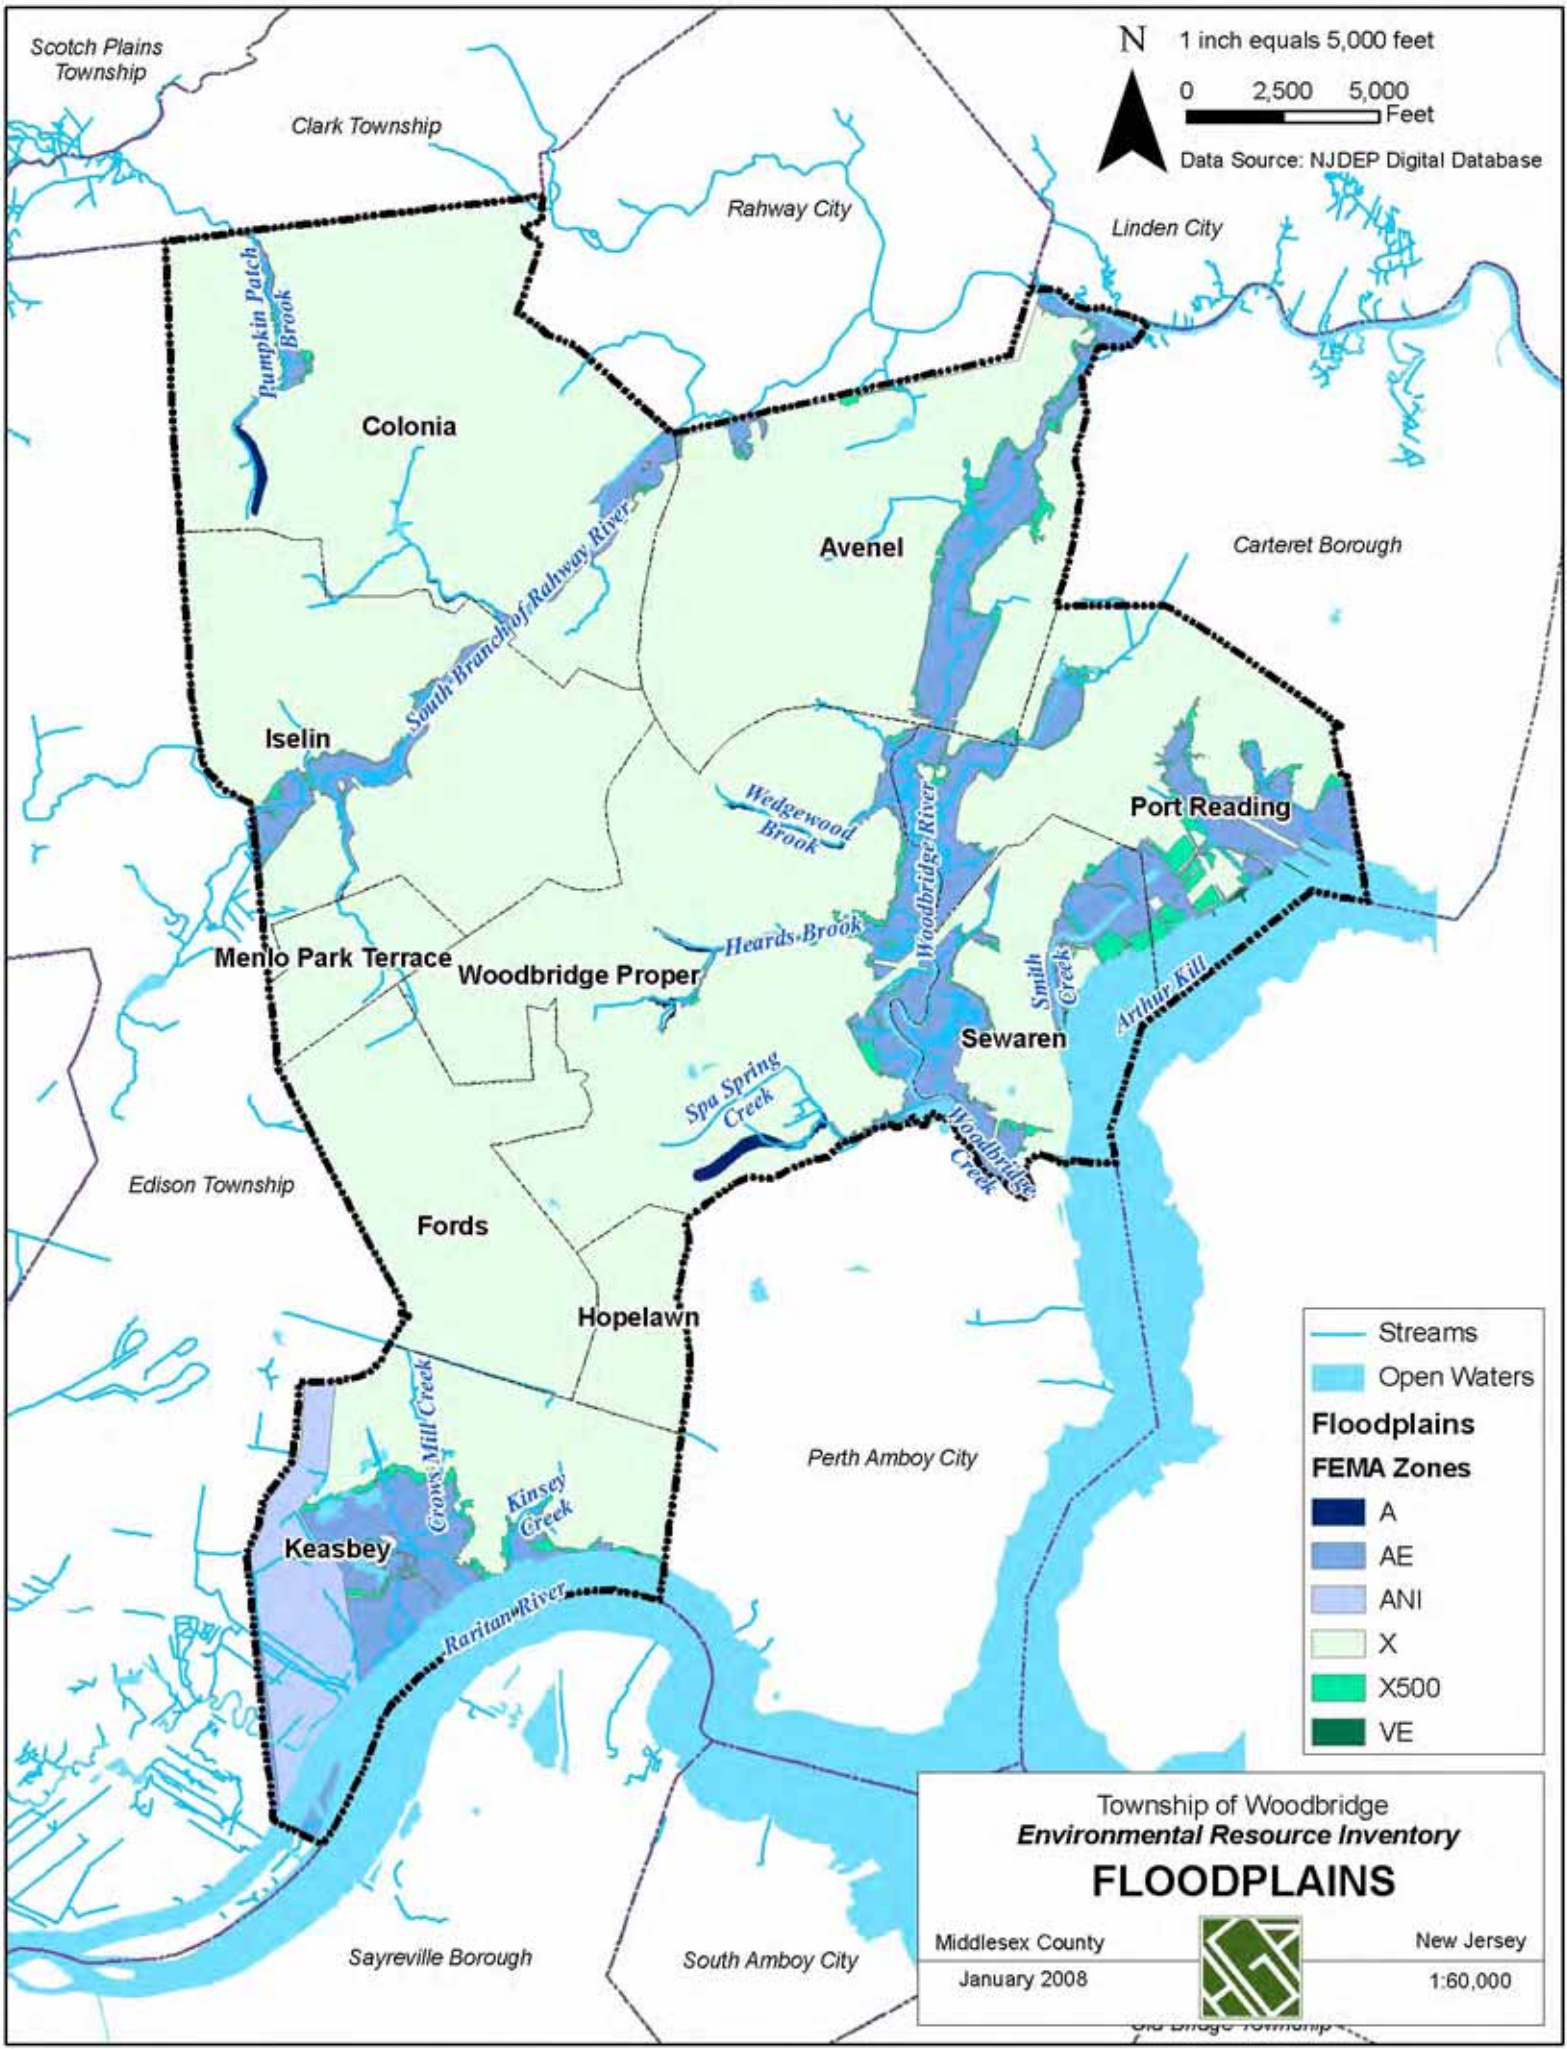 Scotch Plains
Township
Clark Township
Rahway City
Linden City
N
1 inch equals 5,000 feet
0 2,500 5,000
Feet
Data Source: NJDEP Digital Database
Pumpkin Patch
Brook
Colonia
South Branch of Rahway River
Avenel
Carteret Borough
Iselin
Wedgewood
Brook
Woodbridge River
Port Reading
Heards Brook
Menlo Park Terrace
Woodbridge Proper
Smith
Creek
Arthur Kill
Sewaren
Spa Spring
Creek
Woodbridge
Creek
Edison Township
Fords
Hopelawn
Crows Mill Creek
Kinsey
Creek
Keasbey
Raritan River
Perth Amboy City
Sayreville Borough
South Amboy City
Streams
Open Waters
Floodplains
FEMA Zones
A
AE
ANI
X
X500
VE
Township of Woodbridge
Environmental Resource Inventory
FLOODPLAINS
Middlesex County
New Jersey
January 2008
1:60,000
Old Bridge Township